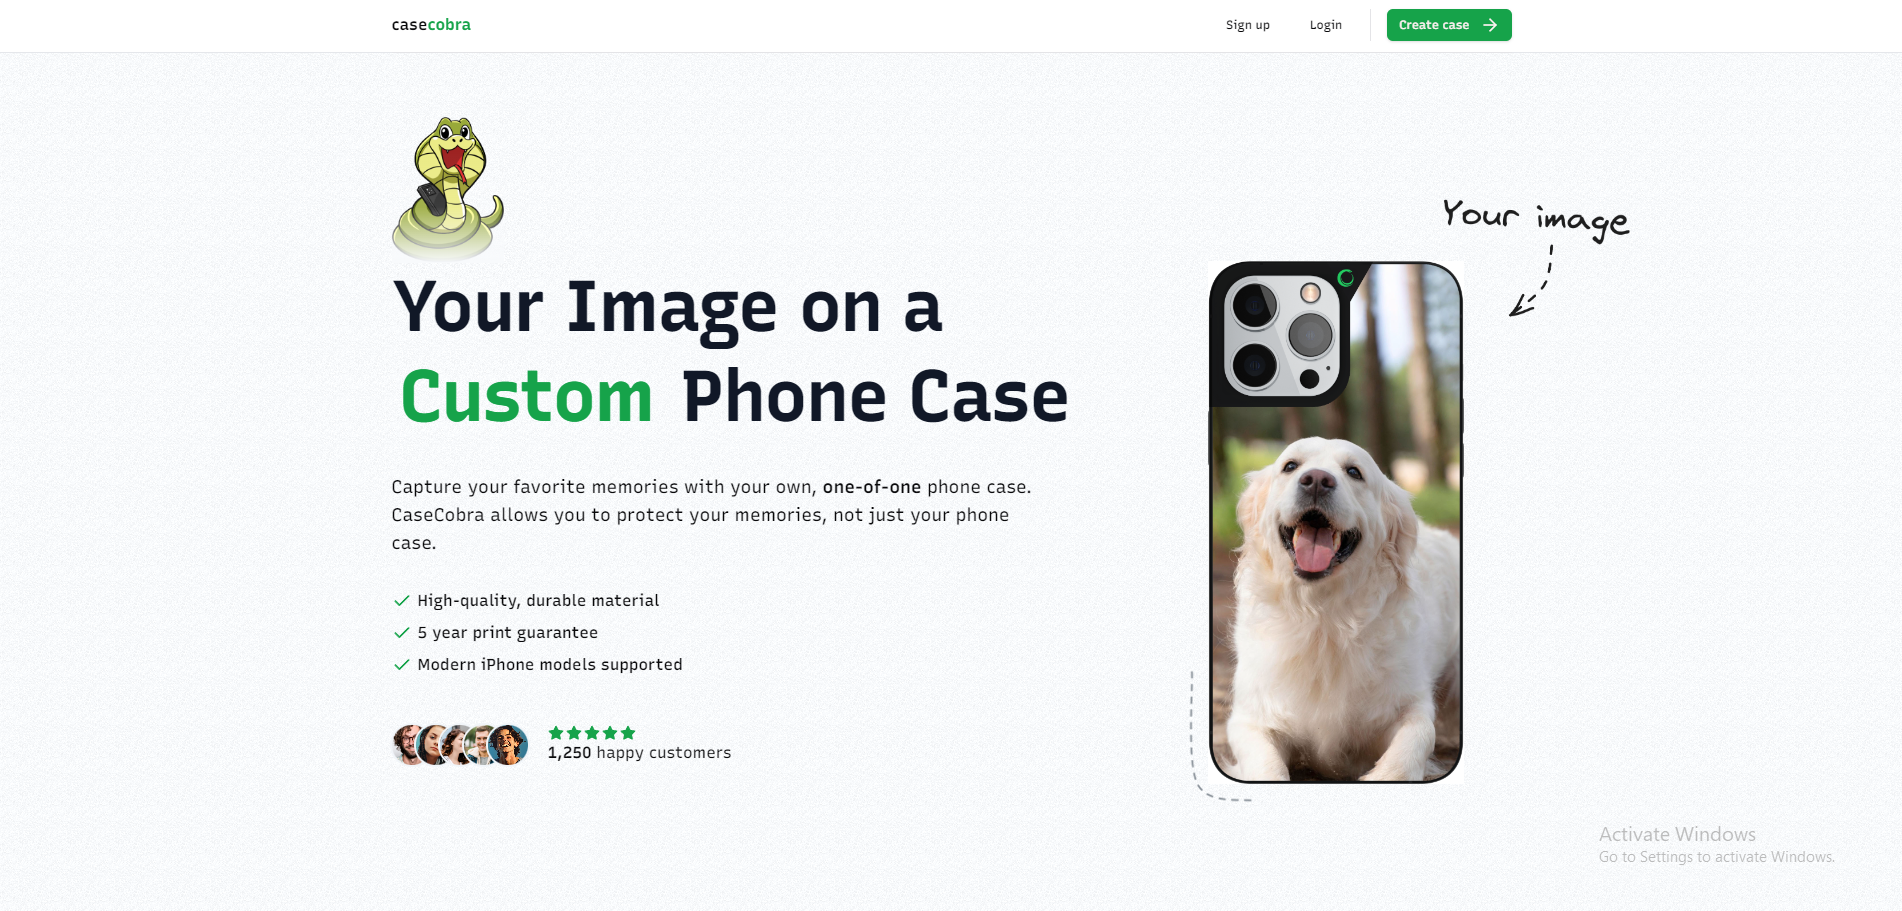 casecobra
Sign up
Login
Create case
Your image
Your Image on a
Custom Phone Case
Capture your favorite memories with your own, one-of-one phone case.
CaseCobra allows you to protect your memories, not just your phone
case.
High-quality, durable material
5 year print guarantee
Modern iPhone models supported
1,250 happy customers
Activate Windows
Go to Settings to activate Windows.